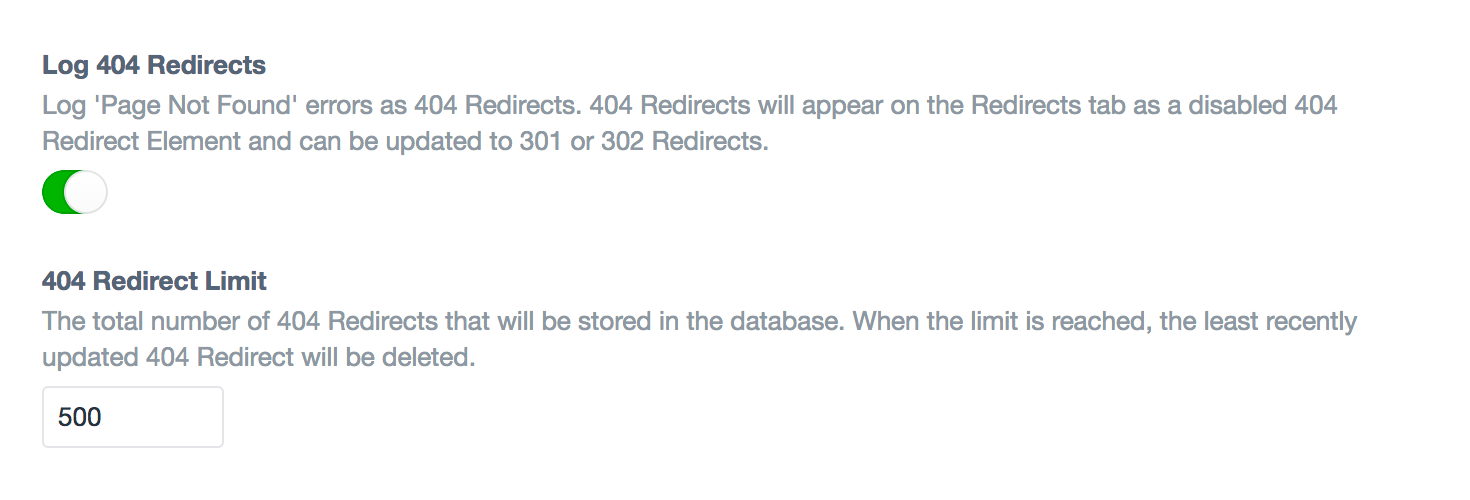 Log 404 Redirects
Log 'Page Not Found' errors as 404 Redirects. 404 Redirects will appear on the Redirects tab as a disabled 404
Redirect Element and can be updated to 301 or 302 Redirects.
404 Redirect Limit
The total number of 404 Redirects that will be stored in the database. When the limit is reached, the least recently
updated 404 Redirect will be deleted.
500